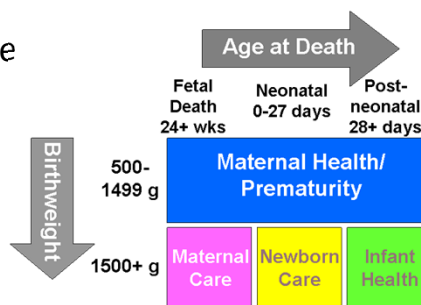 e
Age at Death
Fetal
Death
24+ wks
Neonatal
0-27 days
Post-
neonatal
28+ days
Birthweight
500-
1499 g
Maternal Health/
Prematurity
1500+ g
Maternal
Care
Newborn
Care
Infant
Health